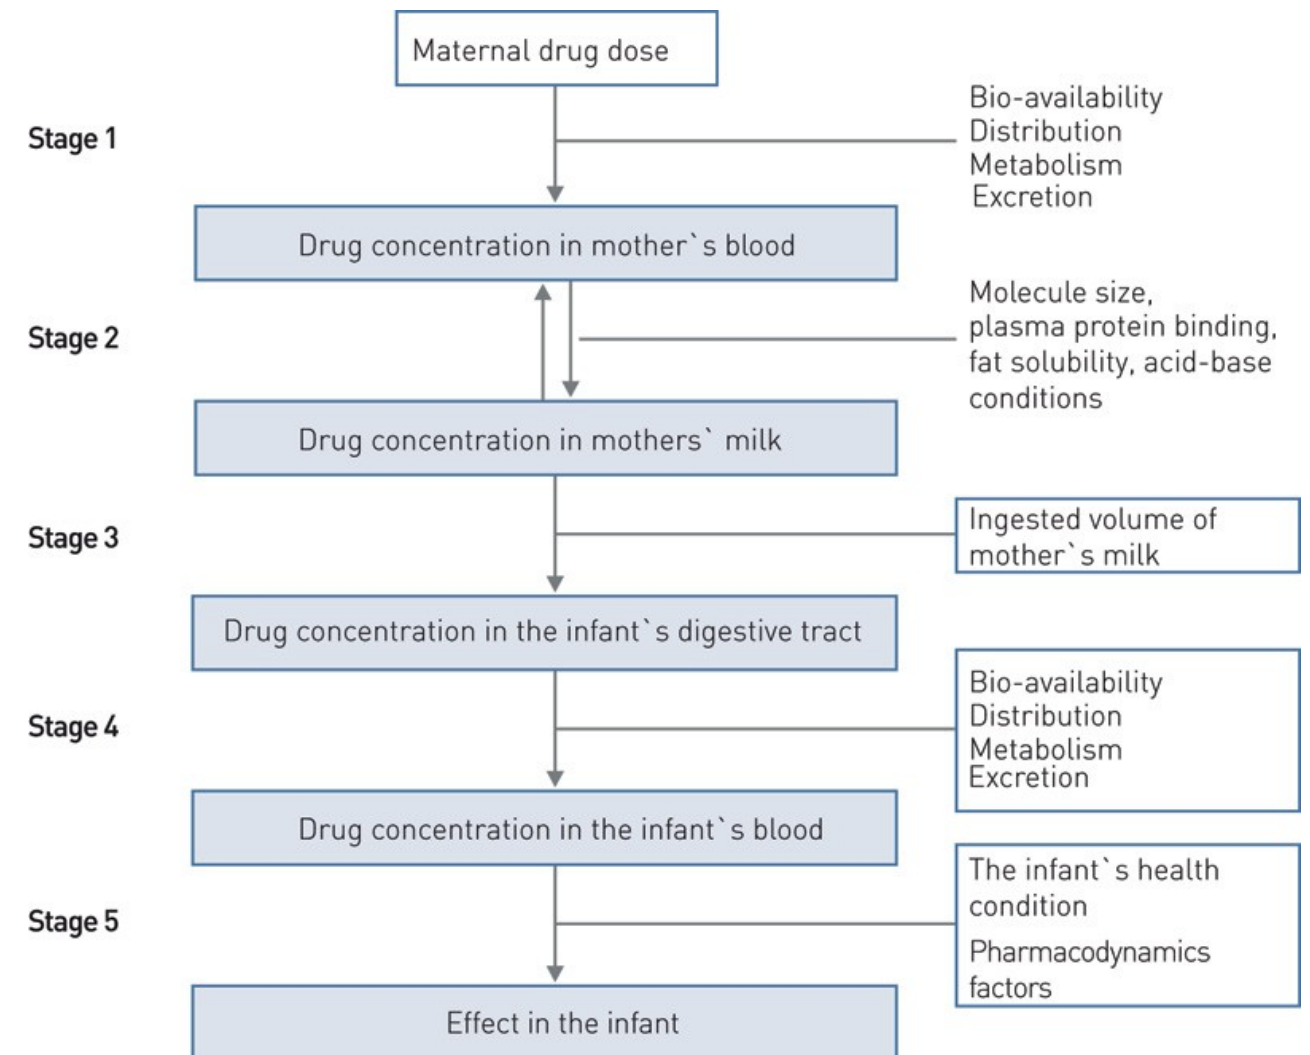 Maternal drug dose
Stage 1
Bio-availability
Distribution
Metabolism
Excretion
Drug concentration in mother`s blood
Stage 2
Molecule size,
plasma protein binding,
fat solubility, acid-base
conditions
Drug concentration in mothers` milk
Stage 3
Ingested volume of
mother`s milk
Drug concentration in the infant`s digestive tract
Stage 4
Bio-availability
Distribution
Metabolism
Excretion
Drug concentration in the infant`s blood
Stage 5
The infant`s health
condition
Pharmacodynamics
factors
Effect in the infant